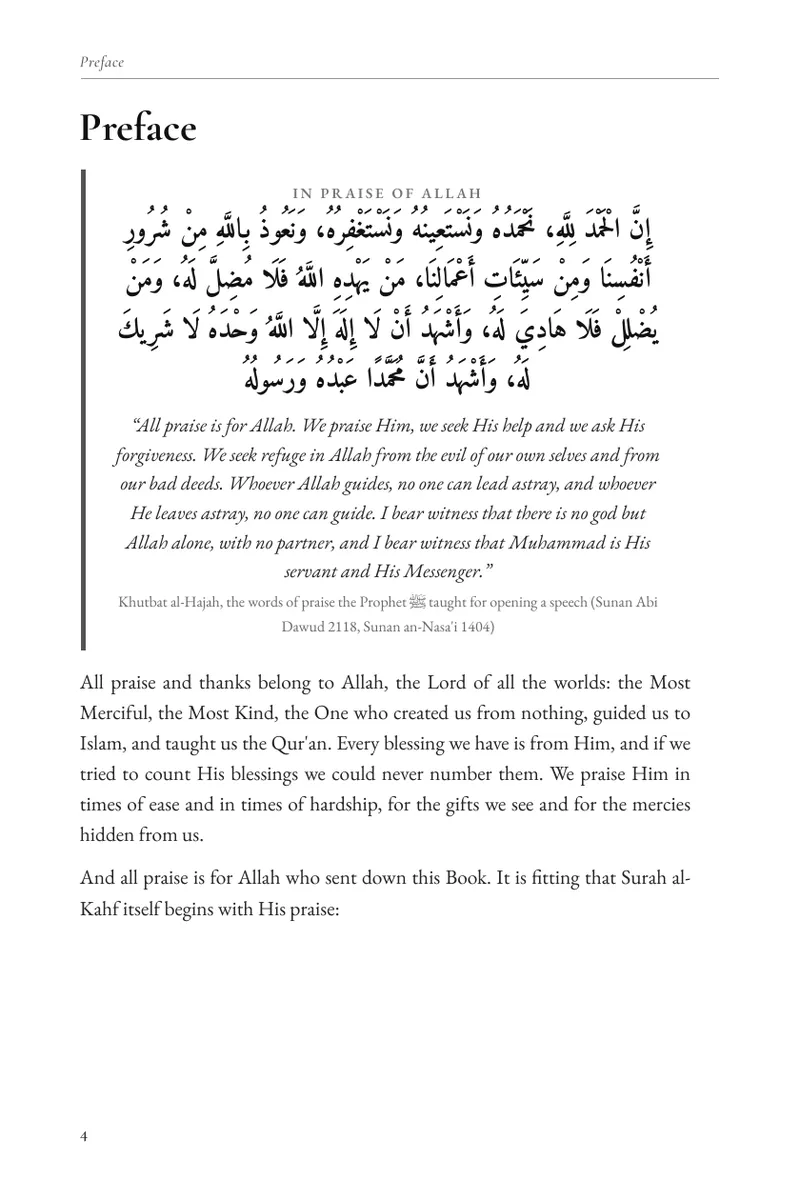 Preface
Preface
IN PRAISE OF ALLAH
إِنَّ الْحَمْدَ لِلَّهِ، نَحْمَدُهُ وَنَسْتَعِينُهُ وَنَسْتَغْفِرُهُ، وَنَعُوذُ بِاللَّهِ مِنْ شُرُورِ
أَنْفُسِنَا وَمِنْ سَيِّئَاتِ أَعْمَالِنَا، مَنْ يَهْدِهِ اللَّهُ فَلَا مُضِلَّ لَهُ، وَمَنْ
يُضْلِلْ فَلَا هَادِيَ لَهُ، وَأَشْهَدُ أَنْ لَا إِلَهَ إِلَّا اللَّهُ وَحْدَهُ لَا شَرِيكَ
لَهُ، وَأَشْهَدُ أَنَّ مُحَمَّدًا عَبْدُهُ وَرَسُولُهُ
“All praise is for Allah. We praise Him, we seek His help and we ask His
forgiveness. We seek refuge in Allah from the evil of our own selves and from
our bad deeds. Whoever Allah guides, no one can lead astray, and whoever
He leaves astray, no one can guide. I bear witness that there is no god but
Allah alone, with no partner, and I bear witness that Muhammad is His
servant and His Messenger.”
Khutbat al-Hajah, the words of praise the Prophet ﷺ taught for opening a speech (Sunan Abi
Dawud 2118, Sunan an-Nasa'i 1404)
All praise and thanks belong to Allah, the Lord of all the worlds: the Most
Merciful, the Most Kind, the One who created us from nothing, guided us to
Islam, and taught us the Qur'an. Every blessing we have is from Him, and if we
tried to count His blessings we could never number them. We praise Him in
times of ease and in times of hardship, for the gifts we see and for the mercies
hidden from us.
And all praise is for Allah who sent down this Book. It is fitting that Surah al-
Kahf itself begins with His praise:
4